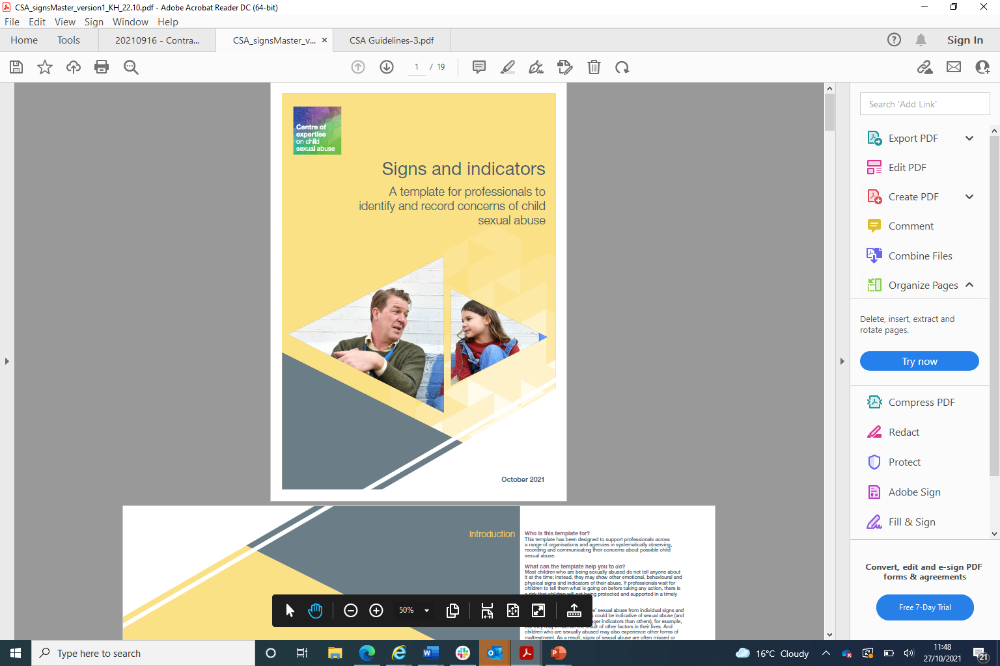 CSA_signsMaster_version1_KH_22.10.pdf - Adobe Acrobat Reader DC (64-bit)
File Edit View Sign Window Help
Home Tools 20210916 - Contra... CSA_signsMaster_v... × CSA Guidelines-3.pdf Sign In
1 / 19
Search 'Add Link'
Export PDF
Edit PDF
Create PDF
Comment
Combine Files
Organize Pages
Delete, insert, extract and
rotate pages.
Try now
Compress PDF
Redact
Protect
Adobe Sign
Fill & Sign
Convert, edit and e-sign PDF
forms & agreements
Free 7-Day Trial
Centre of
expertise
on child
sexual abuse
Signs and indicators
A template for professionals to
identify and record concerns of child
sexual abuse
October 2021
Introduction
Who is this template for?
This template has been designed to support professionals across
a range of organisations and agencies in systematically observing,
recording and communicating their concerns about possible child
sexual abuse.
What can the template help you to do?
Most children who are being sexually abused do not tell anyone about
it at the time; instead, they may show other emotional, behavioural and
physical signs and indicators of their abuse. If professionals wait for
children to tell them what is going on before taking any action, there is
a risk that children will not being protected and supported in a timely
sexual abuse from individual signs and
could be indicative of sexual abuse (and
indicators than others), for example,
but they may in fact be the result of other factors in their lives. And
children who are sexually abused may also experience other forms of
maltreatment. As a result, signs of sexual abuse are often missed or
50%
Type here to search
16°C Cloudy
11:48
27/10/2021
21